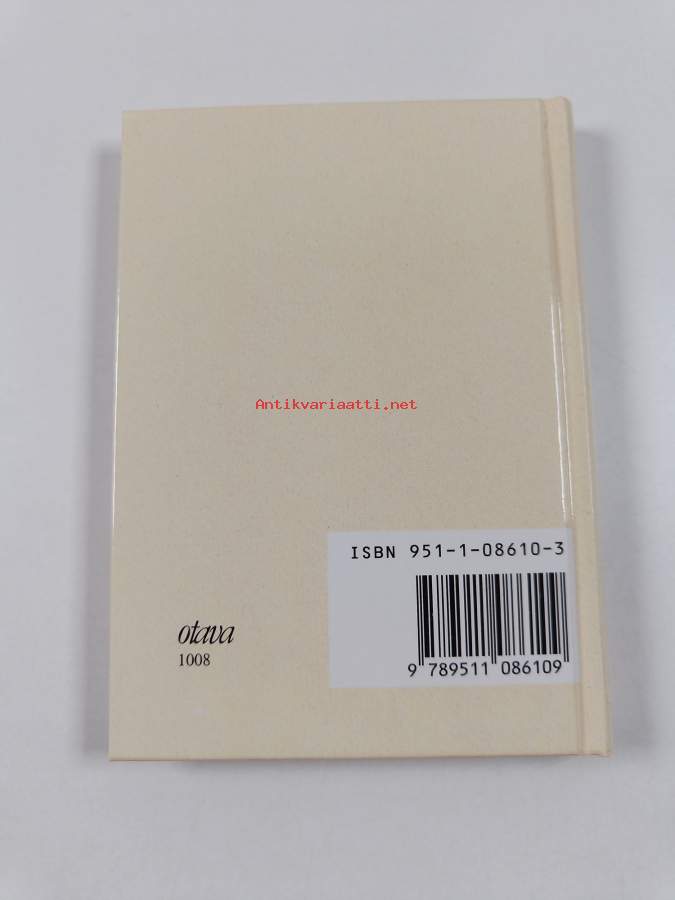 Antikvariaatti.net
ISBN 951-1-08610-3
otava
1008
9 789511 086109